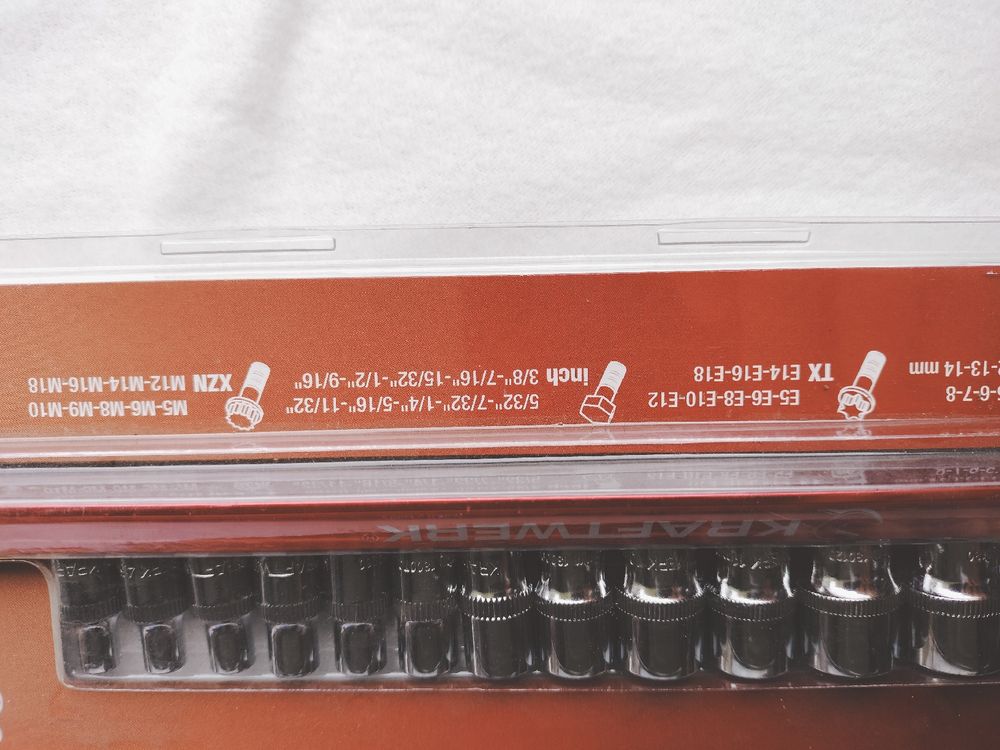 KRAFTWERK
6-7-8
13-14 mm
E5-E6-E8-E10-E12
TX E14-E16-E18
5/32"-7/32"-1/4"-5/16"-11/32"
inch 3/8"-7/16"-15/32"-1/2"-9/16"
M5-M6-M8-M9-M10
XZN M12-M14-M16-M18